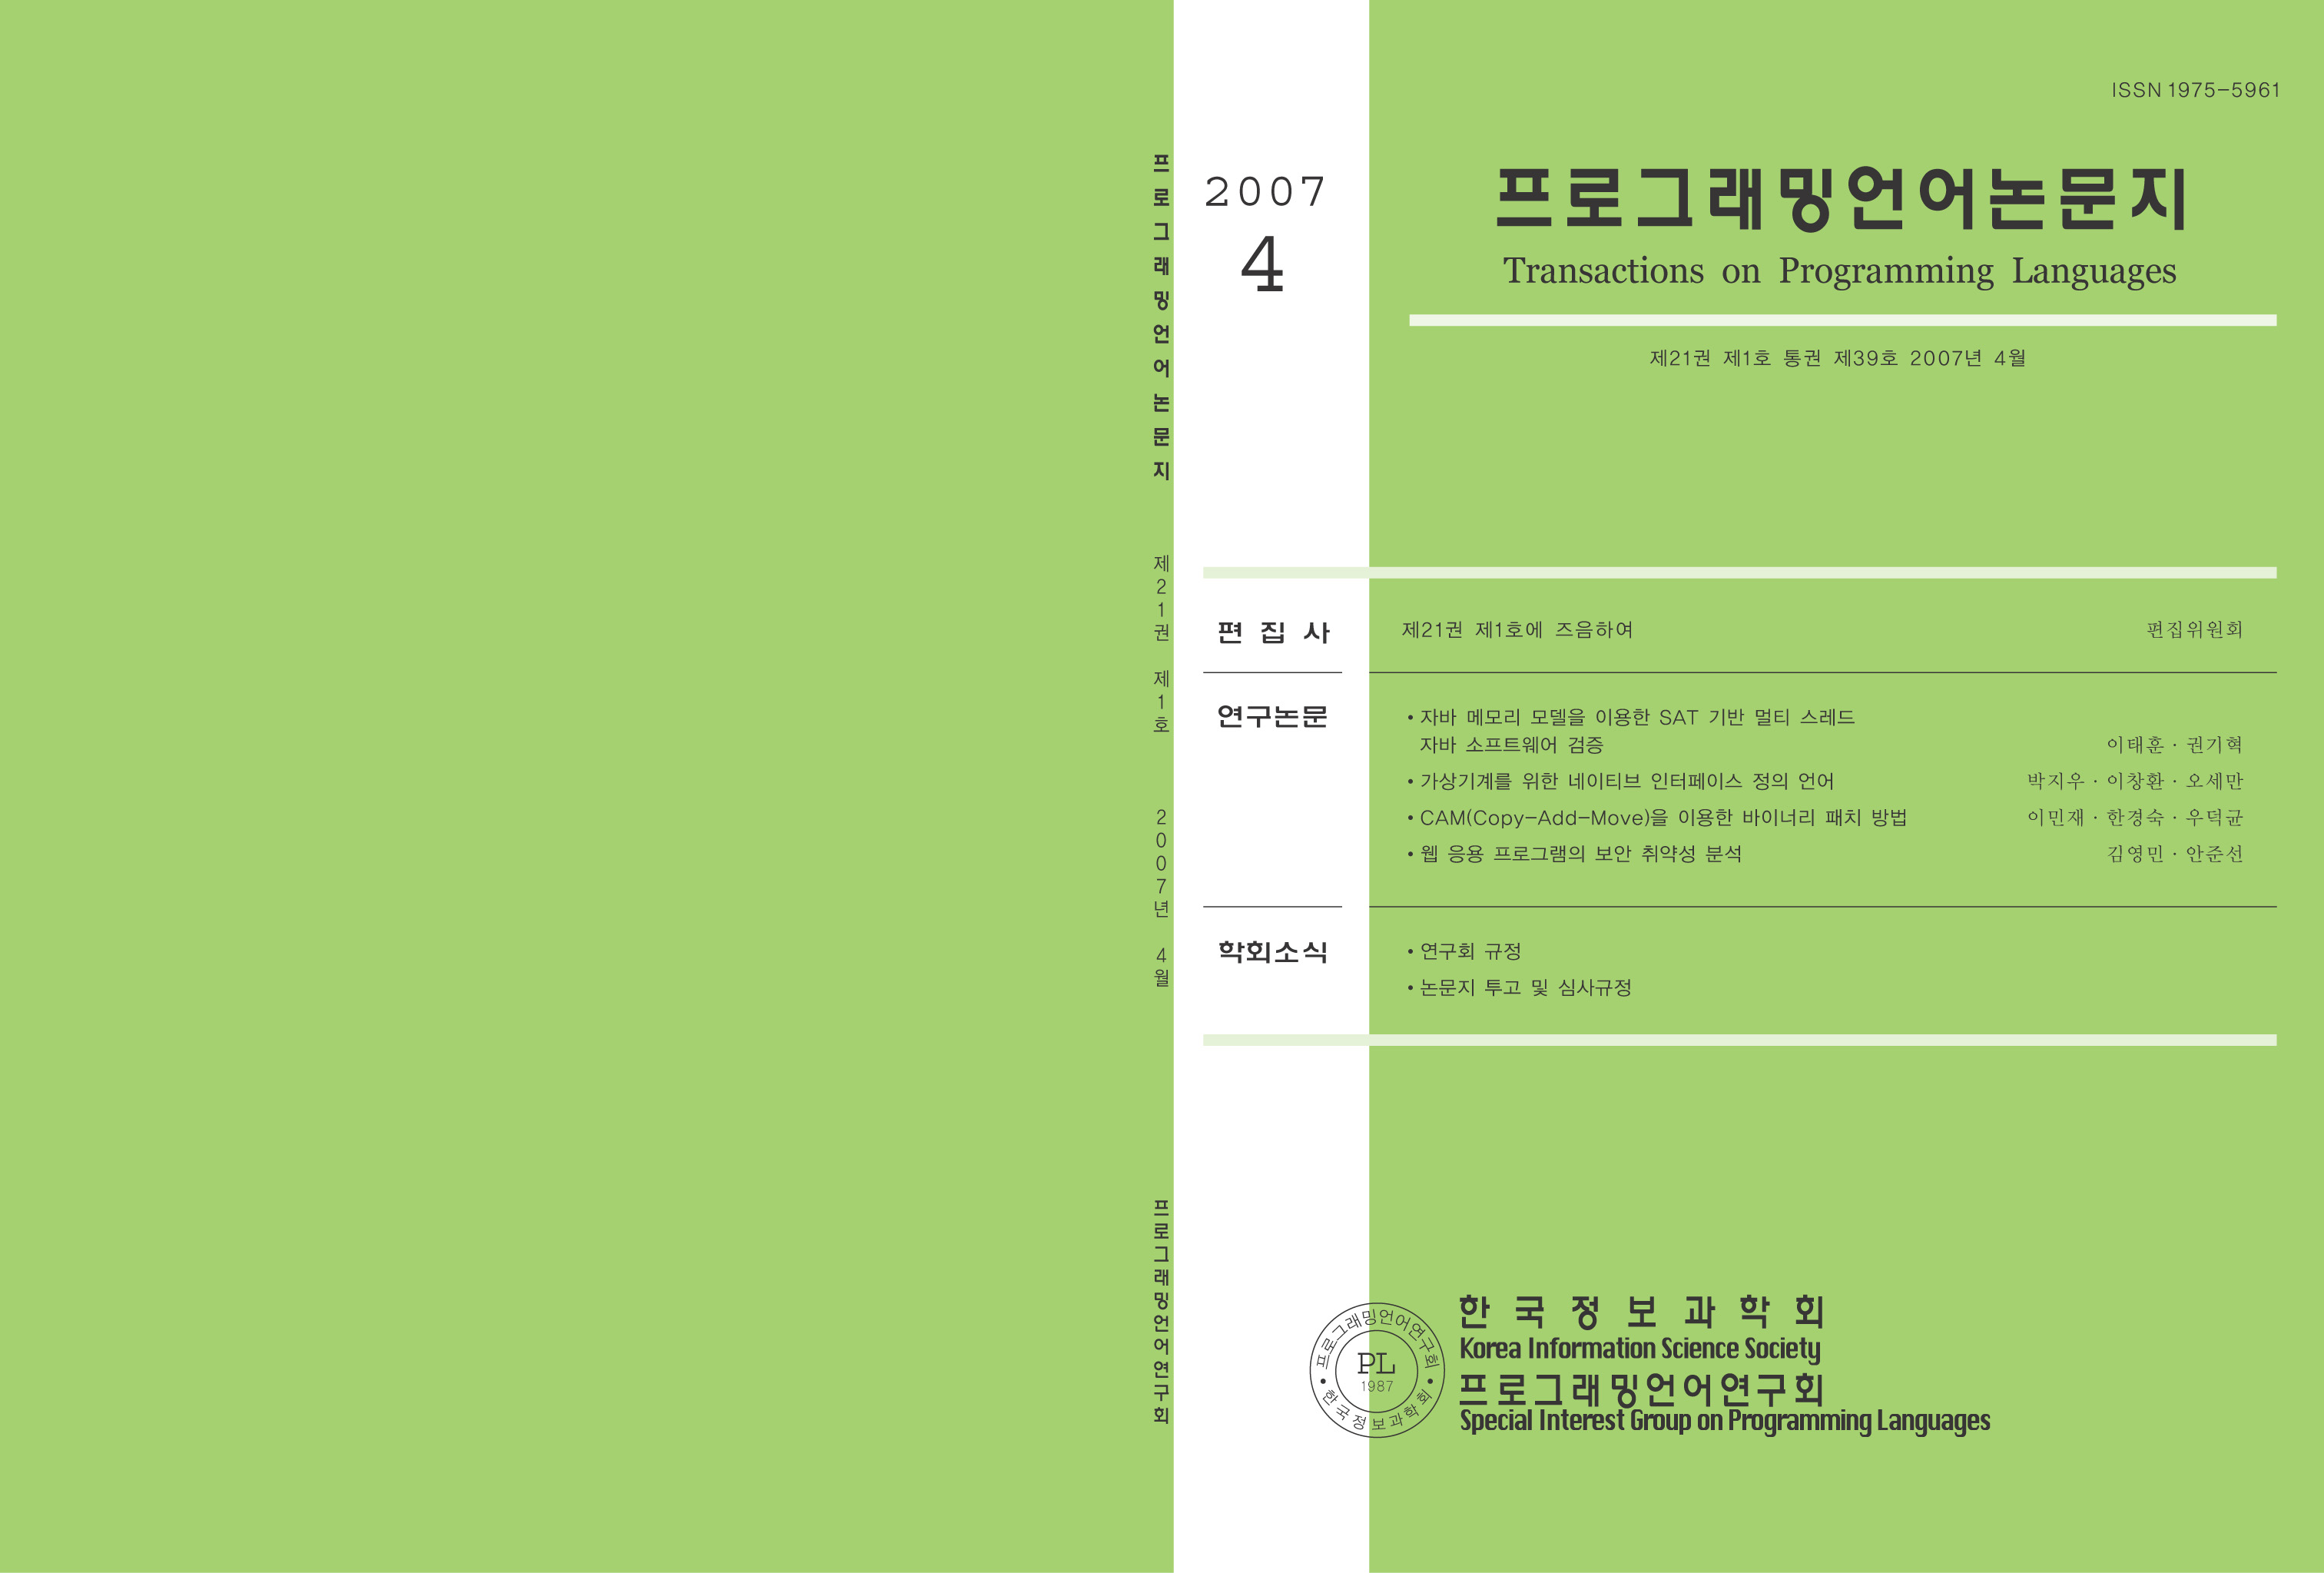 프로그래밍언어논문지
제21권 제1호
2007년 4월
프로그래밍언어연구회
2007
4
ISSN 1975-5961
프로그래밍언어논문지
Transactions on Programming Languages
제21권 제1호 통권 제39호 2007년 4월
편 집 사
제21권 제1호에 즈음하여 편집위원회
연구논문
• 자바 메모리 모델을 이용한 SAT 기반 멀티 스레드
자바 소프트웨어 검증 이태훈 · 권기혁
• 가상기계를 위한 네이티브 인터페이스 정의 언어 박지우 · 이창환 · 오세만
• CAM(Copy-Add-Move)을 이용한 바이너리 패치 방법 이민재 · 한경숙 · 우덕균
• 웹 응용 프로그램의 보안 취약성 분석 김영민 · 안준선
학회소식
• 연구회 규정
• 논문지 투고 및 심사규정
프로그래밍언어연구회
PL
1987
• 한국정보과학회 •
한국정보과학회
Korea Information Science Society
프로그래밍언어연구회
Special Interest Group on Programming Languages